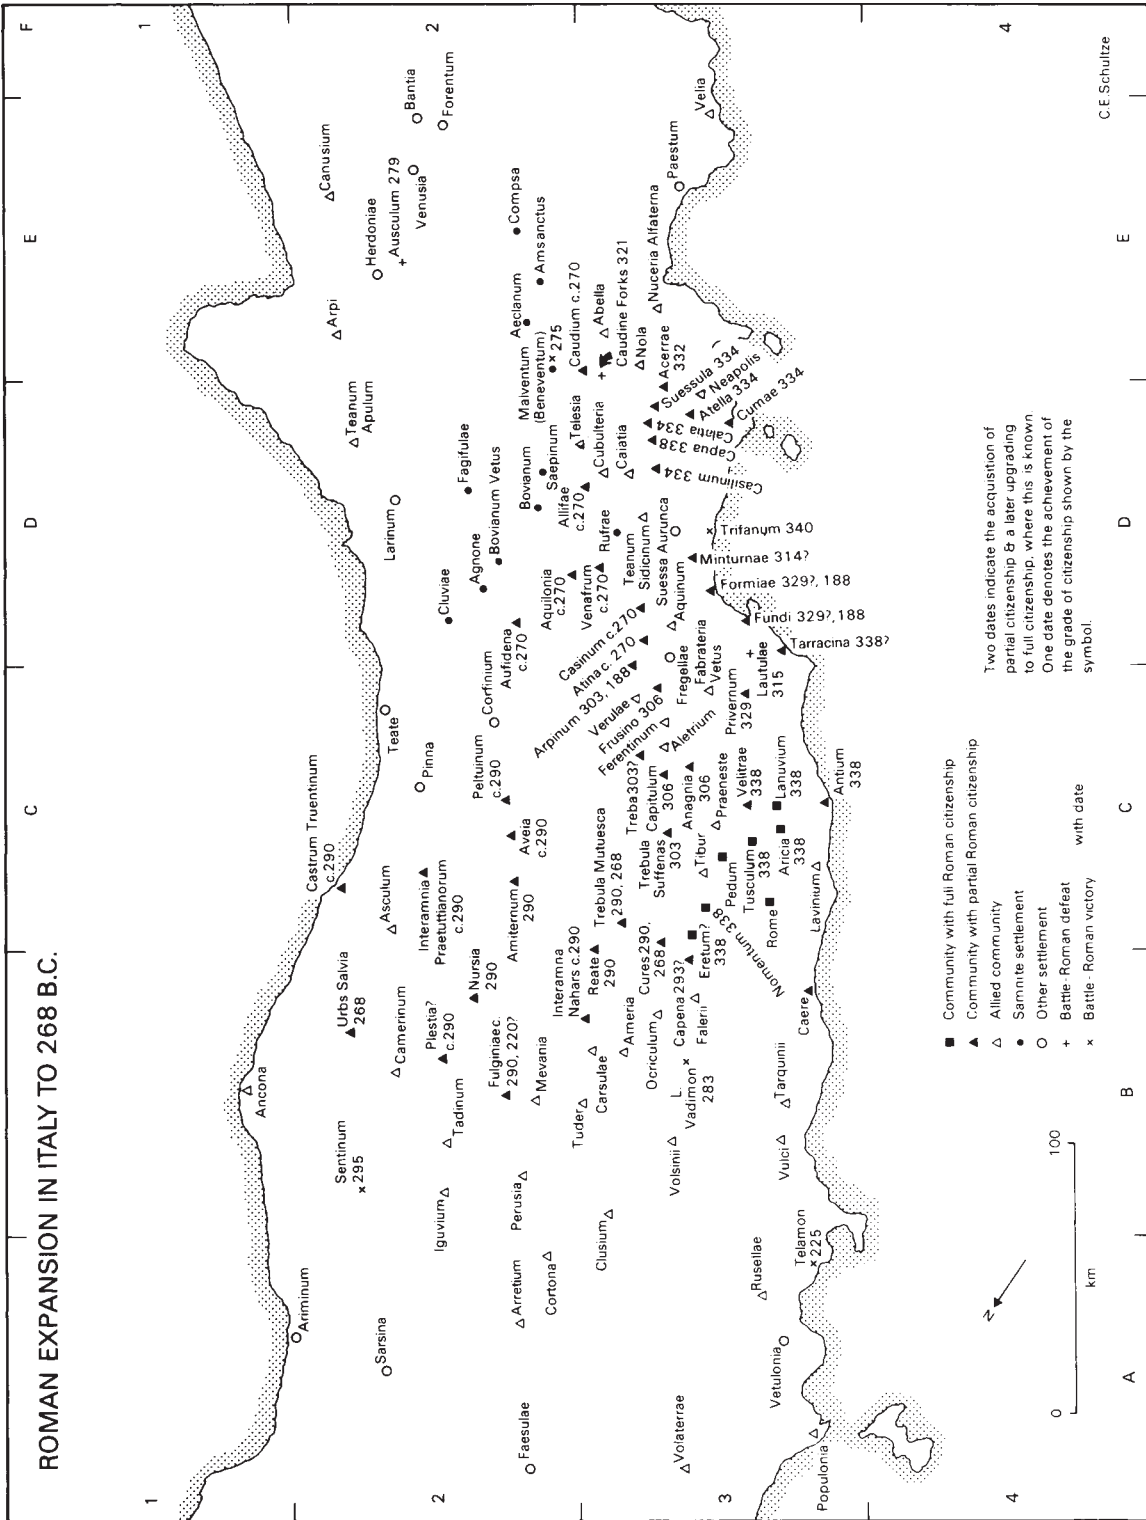 ROMAN EXPANSION IN ITALY TO 268 B.C.
1
2
3
4
A
B
C
D
E
F
1
2
4
A
B
C
D
E
Ariminum
Sarsina
Faesulae
Volaterrae
Populonia
Vetulonia
Rusellae
Telamon
× 225
Arretium
Cortona
Clusium
Perusia
Iguvium
Sentinum
× 295
Ancona
Tadinum
Camerinum
Urbs Salvia
268
Plestia?
c.290
Fulginiaec.
290, 220?
Mevania
Nursia
290
Tuder
Carsulae
Interamna
Nahars c.290
Ameria
Volsinii
Vulci
Tarquinii
L.
Vadimon ×
283
Ocriculum
Falerii
Capena 293?
Caere
Reate
290
Cures 290,
268
Eretum?
338
Nomentum 338
Castrum Truentinum
c.290
Asculum
Interamnia
Praetuttianorum
c.290
Amiternum
290
Aveia
c.290
Peltuinum
c.290
Trebula Mutuesca
290, 268
Trebula
Suffenas
303
Tibur
Pedum
Tusculum
338
Rome
Lavinium
Aricia
338
Lanuvium
338
Velitrae
338
Praeneste
Antium
338
Anagnia
306
Capitulum
306
Treba 303?
Ferentinum
Aletrium
Frusino 306
Verulae
Arpinum 303, 188
Atina c. 270
Casinum c.270
Fregellae
Fabrateria
Vetus
Privernum
329
Lautulae
315
Tarracina 338?
Fundi 329?, 188
Formiae 329?, 188
Minturnae 314?
Trifanum 340
Aquinum
Suessa Aurunca
Teanum
Sidicinum
Teate
Pinna
Corfinium
Aufidena
c.270
Cluviae
Agnone
Bovianum Vetus
Aquilonia
c.270
Venafrum
c.270
Rufrae
Allifae
c.270
Larinum
Fagifulae
Bovianum
Saepinum
Telesia
Cubulteria
Caiatia
Casilinum 334
Capua 338
Calatia 334
Suessula 334
Neapolis
Atella 334
Cumae 334
Acerrae
332
Teanum
Apulum
Arpi
Malventum
(Beneventum)
× 275
Aeclanum
Amsanctus
Compsa
Caudium c.270
Caudine Forks 321
Abella
Nola
Nuceria Alfaterna
Herdoniae
+ Ausculum 279
Canusium
Venusia
Bantia
Forentum
Paestum
Velia
Community with full Roman citizenship
Community with partial Roman citizenship
Allied community
Samnite settlement
Other settlement
+ Battle - Roman defeat
× Battle - Roman victory
with date
Two dates indicate the acquisition of
partial citizenship & a later upgrading
to full citizenship, where this is known
One date denotes the achievement of
the grade of citizenship shown by the
symbol.
N
0
100
km
C.E.Schultze